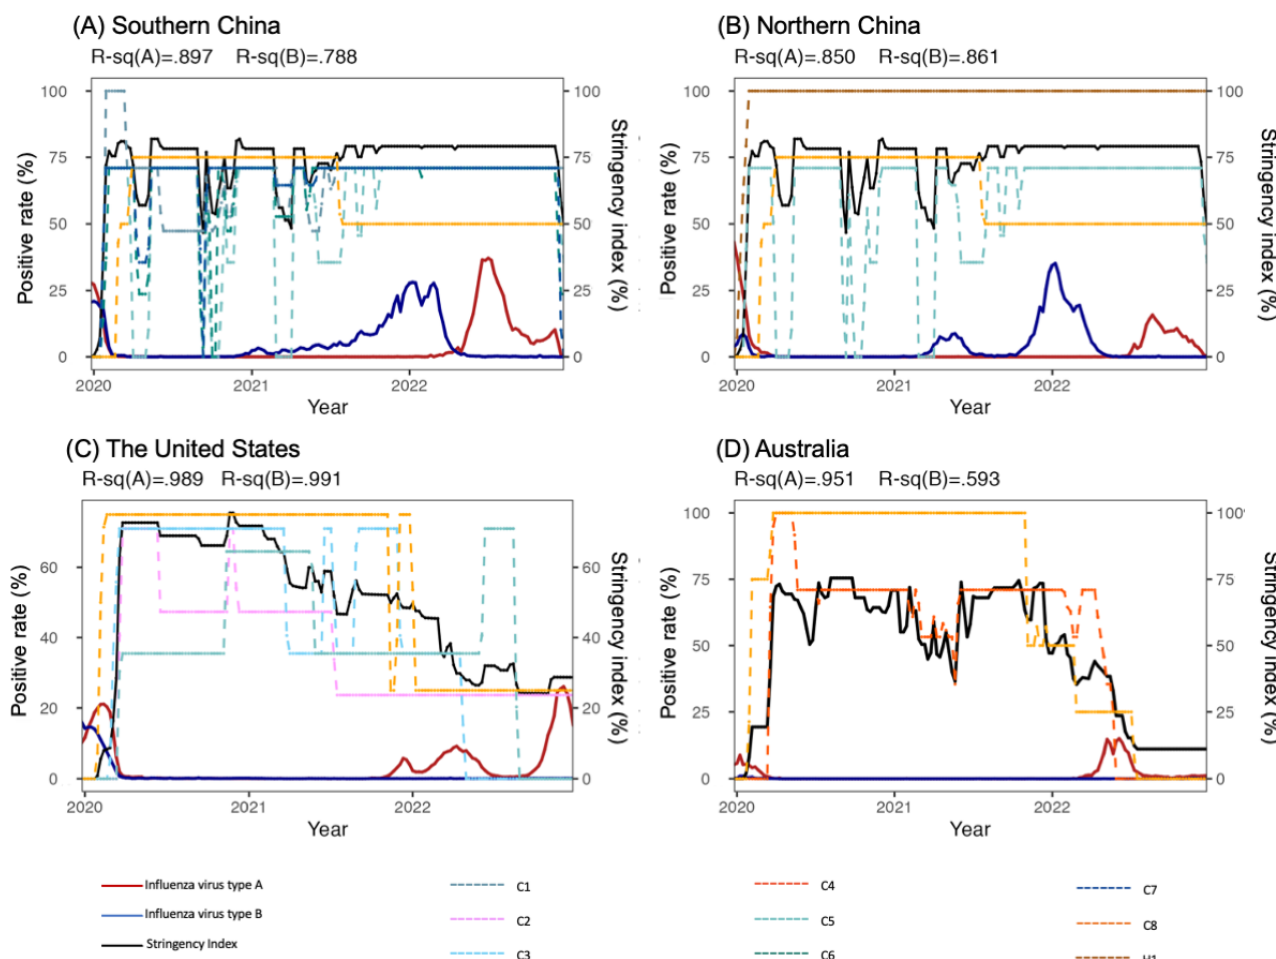 (A) Southern China
R-sq(A)=.897 R-sq(B)=.788
100
75
50
25
0
Positive rate (%)
100
75
50
25
0
Stringency index (%)
2020 2021 2022
Year
(B) Northern China
R-sq(A)=.850 R-sq(B)=.861
100
75
50
25
0
Positive rate (%)
100
75
50
25
0
Stringency index (%)
2020 2021 2022
Year
(C) The United States
R-sq(A)=.989 R-sq(B)=.991
60
40
20
0
Positive rate (%)
60
40
20
0
Stringency index (%)
2020 2021 2022
Year
(D) Australia
R-sq(A)=.951 R-sq(B)=.593
100
75
50
25
0
Positive rate (%)
100
75
50
25
0
Stringency index (%)
2020 2021 2022
Year
Influenza virus type A
Influenza virus type B
Stringency Index
C1
C2
C3
C4
C5
C6
C7
C8